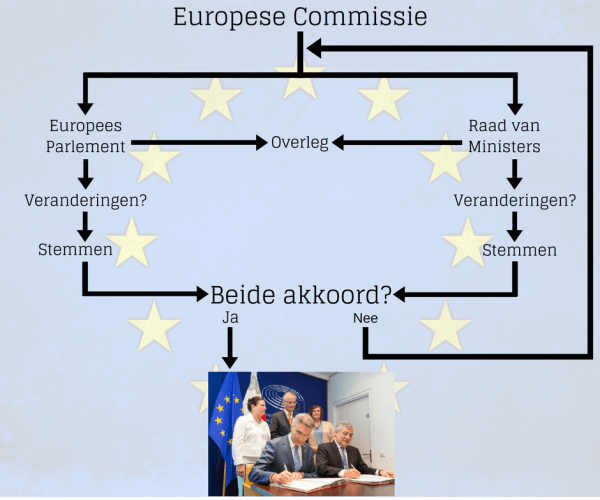 Europese Commissie
Europees
Parlement
Overleg
Raad van
Ministers
Veranderingen?
Veranderingen?
Stemmen
Stemmen
Beide akkoord?
Ja
Nee